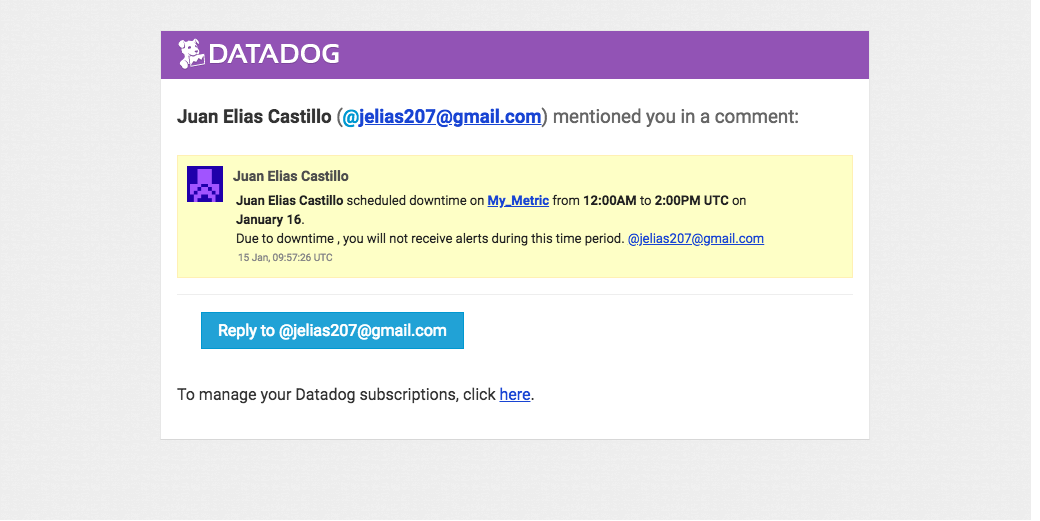 DATADOG
Juan Elias Castillo (@jelias207@gmail.com) mentioned you in a comment:
Juan Elias Castillo
Juan Elias Castillo scheduled downtime on My_Metric from 12:00AM to 2:00PM UTC on
January 16.
Due to downtime , you will not receive alerts during this time period. @jelias207@gmail.com
15 Jan, 09:57:26 UTC
Reply to @jelias207@gmail.com
To manage your Datadog subscriptions, click here.